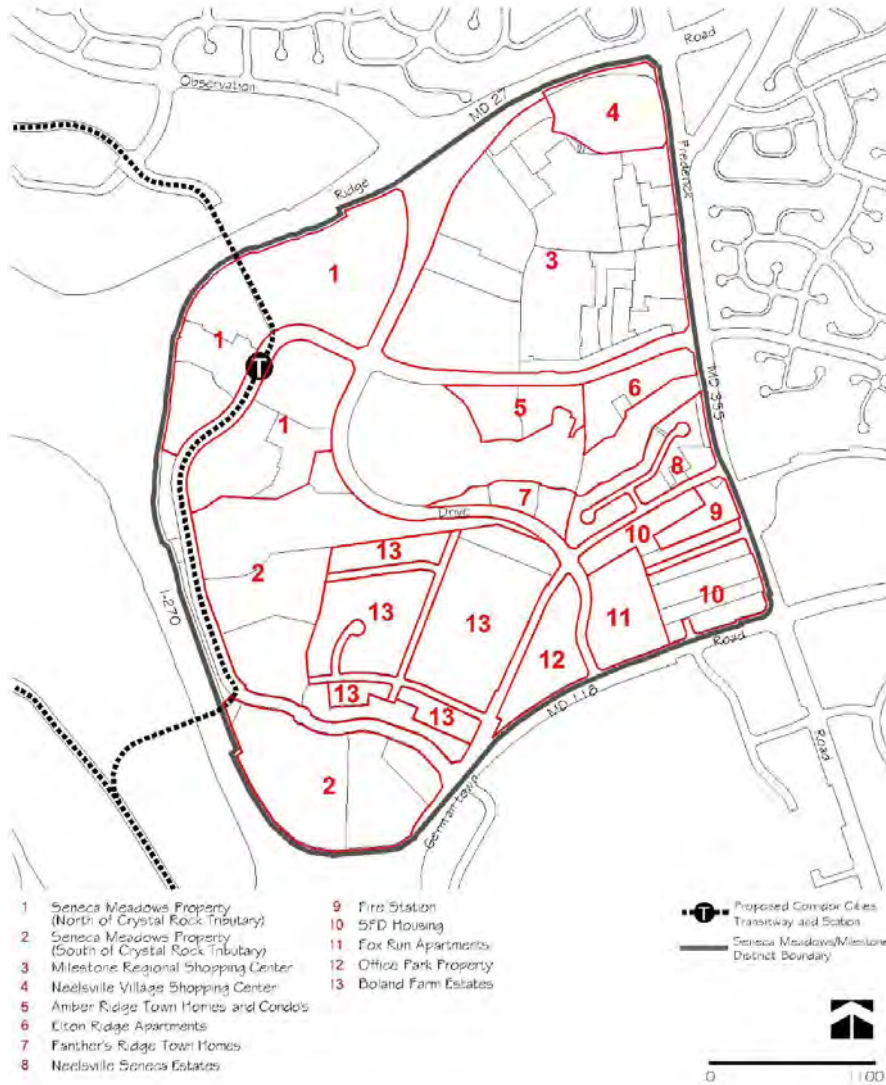 Road
Observation
MD 27
Ridge
Frederick
4
3
1
1
T
1
5
6
MD 355
8
7
Drive
9
10
2
13
10
13
13
11
I-270
12
Road
13
13
MD 118
Road
2
Germantown
1 Seneca Meadows Property
(North of Crystal Rock Tributary)
2 Seneca Meadows Property
(South of Crystal Rock Tributary)
3 Milestone Regional Shopping Center
4 Neelsville Village Shopping Center
5 Amber Ridge Town Homes and Condo's
6 Elton Ridge Apartments
7 Panther's Ridge Town Homes
8 Neelsville Seneca Estates
9 Fire Station
10 SFD Housing
11 Fox Run Apartments
12 Office Park Property
13 Boland Farm Estates
T Proposed Corridor Cities
Transitway and Station
Seneca Meadows/Milestone
District Boundary
0 1100